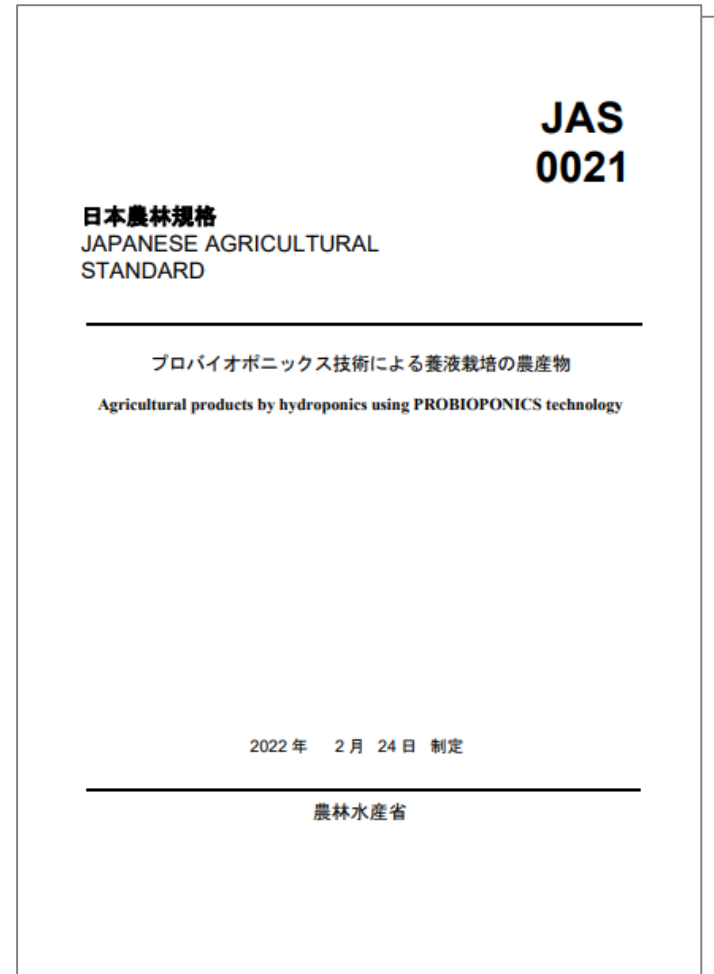 JAS
0021
日本農林規格
JAPANESE AGRICULTURAL
STANDARD
プロバイオポニックス技術による養液栽培の農産物
Agricultural products by hydroponics using PROBIOPONICS technology
2022 年 2 月 24 日 制定
農林水産省